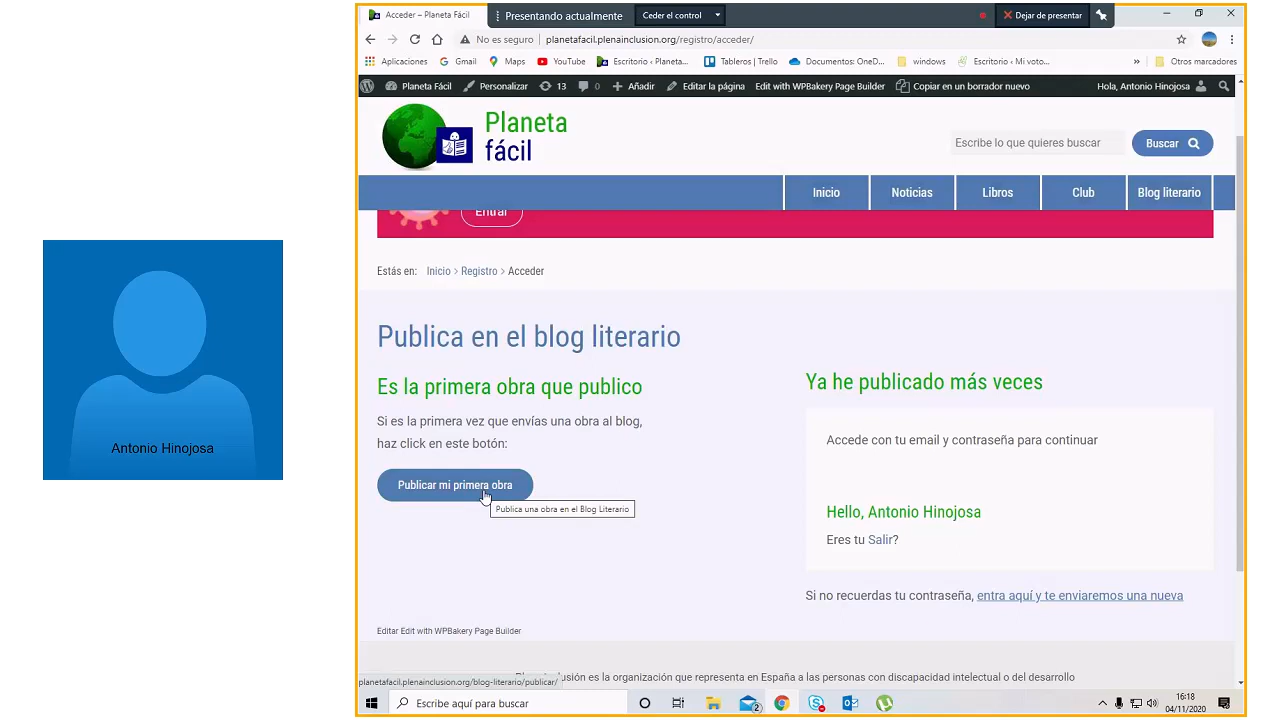 Acceder – Planeta Fácil
Presentando actualmente
Ceder el control
Dejar de presentar
No es seguro
planetafacil.plenainclusion.org/registro/acceder/
Aplicaciones
Gmail
Maps
YouTube
Escritorio ‹ Planeta...
Tableros | Trello
Documentos: OneD...
windows
Escritorio ‹ Mi voto...
»
Otros marcadores
Planeta Fácil
Personalizar
13
0
Añadir
Editar la página
Edit with WPBakery Page Builder
Copiar en un borrador nuevo
Hola, Antonio Hinojosa
Planeta
fácil
Escribe lo que quieres buscar
Buscar
Inicio
Noticias
Libros
Club
Blog literario
Entrar
Estás en: Inicio > Registro > Acceder
Publica en el blog literario
Es la primera obra que publico
Si es la primera vez que envías una obra al blog,
haz click en este botón:
Publicar mi primera obra
Publica una obra en el Blog Literario
Ya he publicado más veces
Accede con tu email y contraseña para continuar
Hello, Antonio Hinojosa
Eres tu Salir?
Si no recuerdas tu contraseña, entra aquí y te enviaremos una nueva
Antonio Hinojosa
Editar Edit with WPBakery Page Builder
inclusión es la organización que representa en España a las personas con discapacidad intelectual o del desarrollo
planetafacil.plenainclusion.org/blog-literario/publicar/
Escribe aquí para buscar
2
16:18
04/11/2020